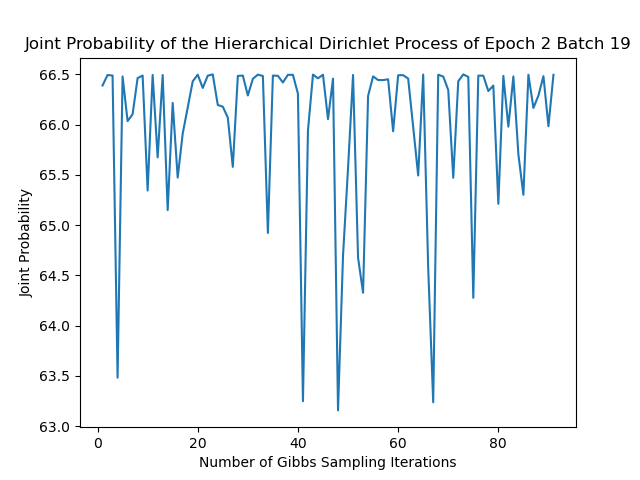 Joint Probability of the Hierarchical Dirichlet Process of Epoch 2 Batch 19
66.5
66.0
65.5
65.0
64.5
64.0
63.5
63.0
Joint Probability
0 20 40 60 80
Number of Gibbs Sampling Iterations